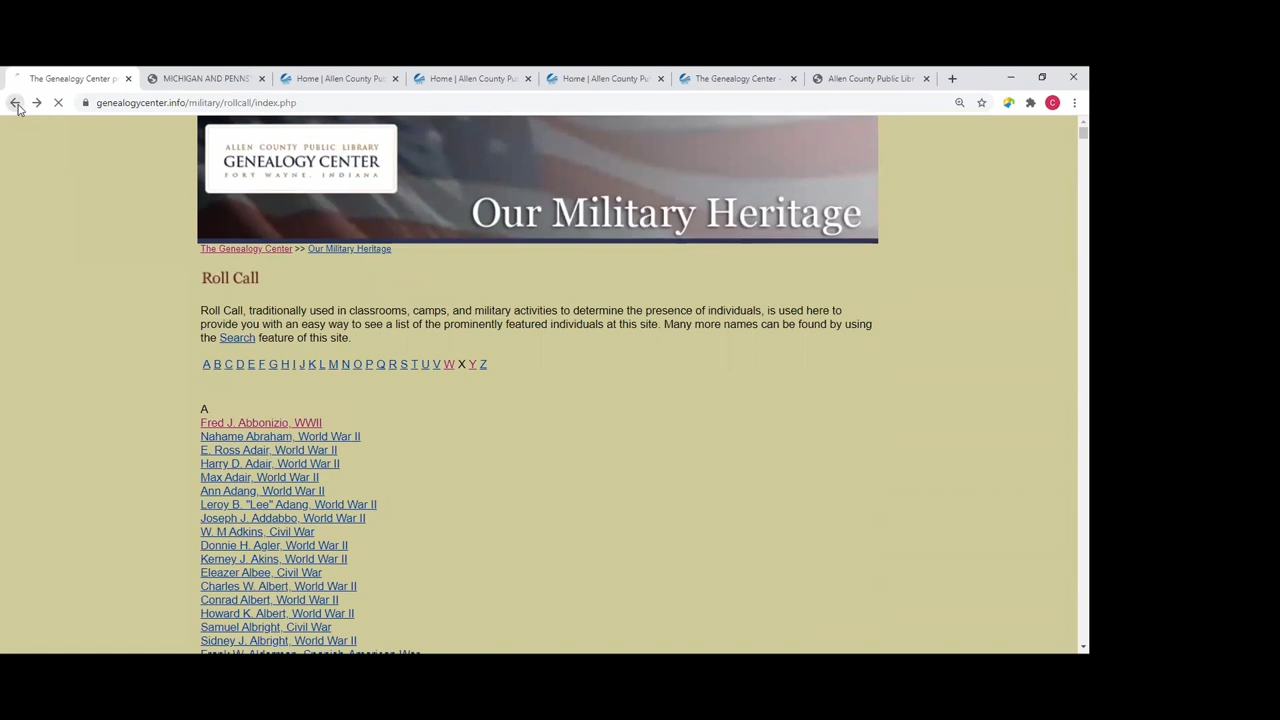 The Genealogy Center p
MICHIGAN AND PENNS
Home | Allen County Pu
Home | Allen County Pu
Home | Allen County Pu
The Genealogy Center -
Allen County Public Libr
genealogycenter.info/military/rollcall/index.php
C
ALLEN COUNTY PUBLIC LIBRARY
GENEALOGY CENTER
FORT WAYNE, INDIANA
Our Military Heritage
The Genealogy Center >> Our Military Heritage
Roll Call
Roll Call, traditionally used in classrooms, camps, and military activities to determine the presence of individuals, is used here to
provide you with an easy way to see a list of the prominently featured individuals at this site. Many more names can be found by using
the Search feature of this site.
A B C D E F G H I J K L M N O P Q R S T U V W X Y Z
A
Fred J. Abbonizio, WWII
Nahame Abraham, World War II
E. Ross Adair, World War II
Harry D. Adair, World War II
Max Adair, World War II
Ann Adang, World War II
Leroy B. "Lee" Adang, World War II
Joseph J. Addabbo, World War II
W. M Adkins, Civil War
Donnie H. Agler, World War II
Kerney J. Akins, World War II
Eleazer Albee, Civil War
Charles W. Albert, World War II
Conrad Albert, World War II
Howard K. Albert, World War II
Samuel Albright, Civil War
Sidney J. Albright, World War II
Frank W. Alderman, Spanish American War